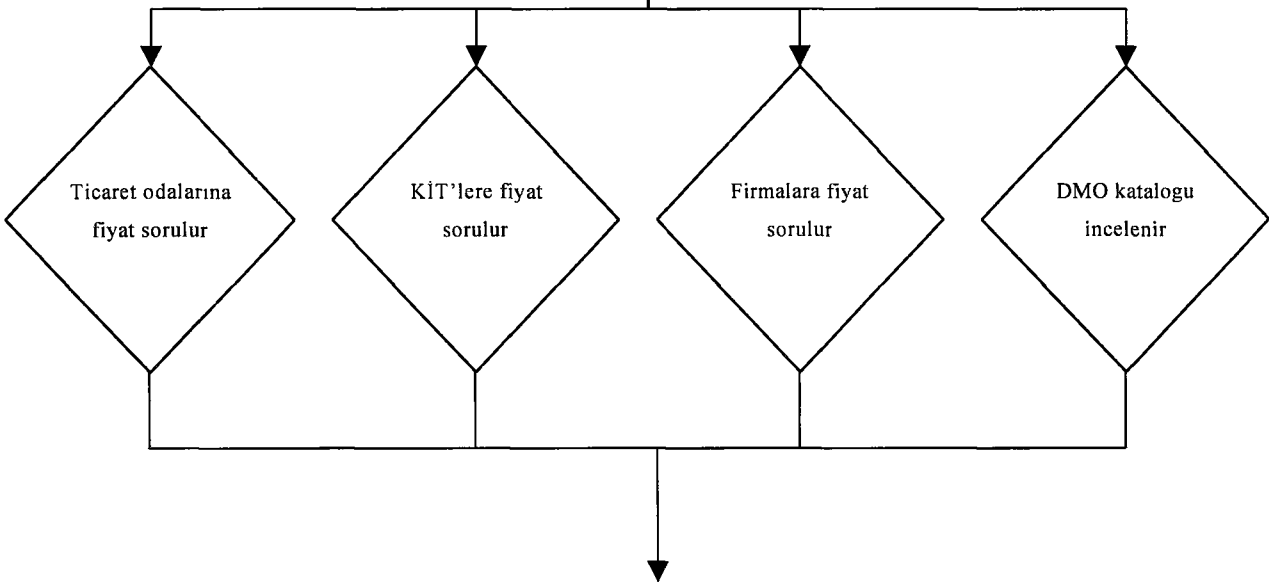 Ticaret odalarına
fiyat sorulur
KİT'lere fiyat
sorulur
Firmalara fiyat
sorulur
DMO katalogu
incelenir